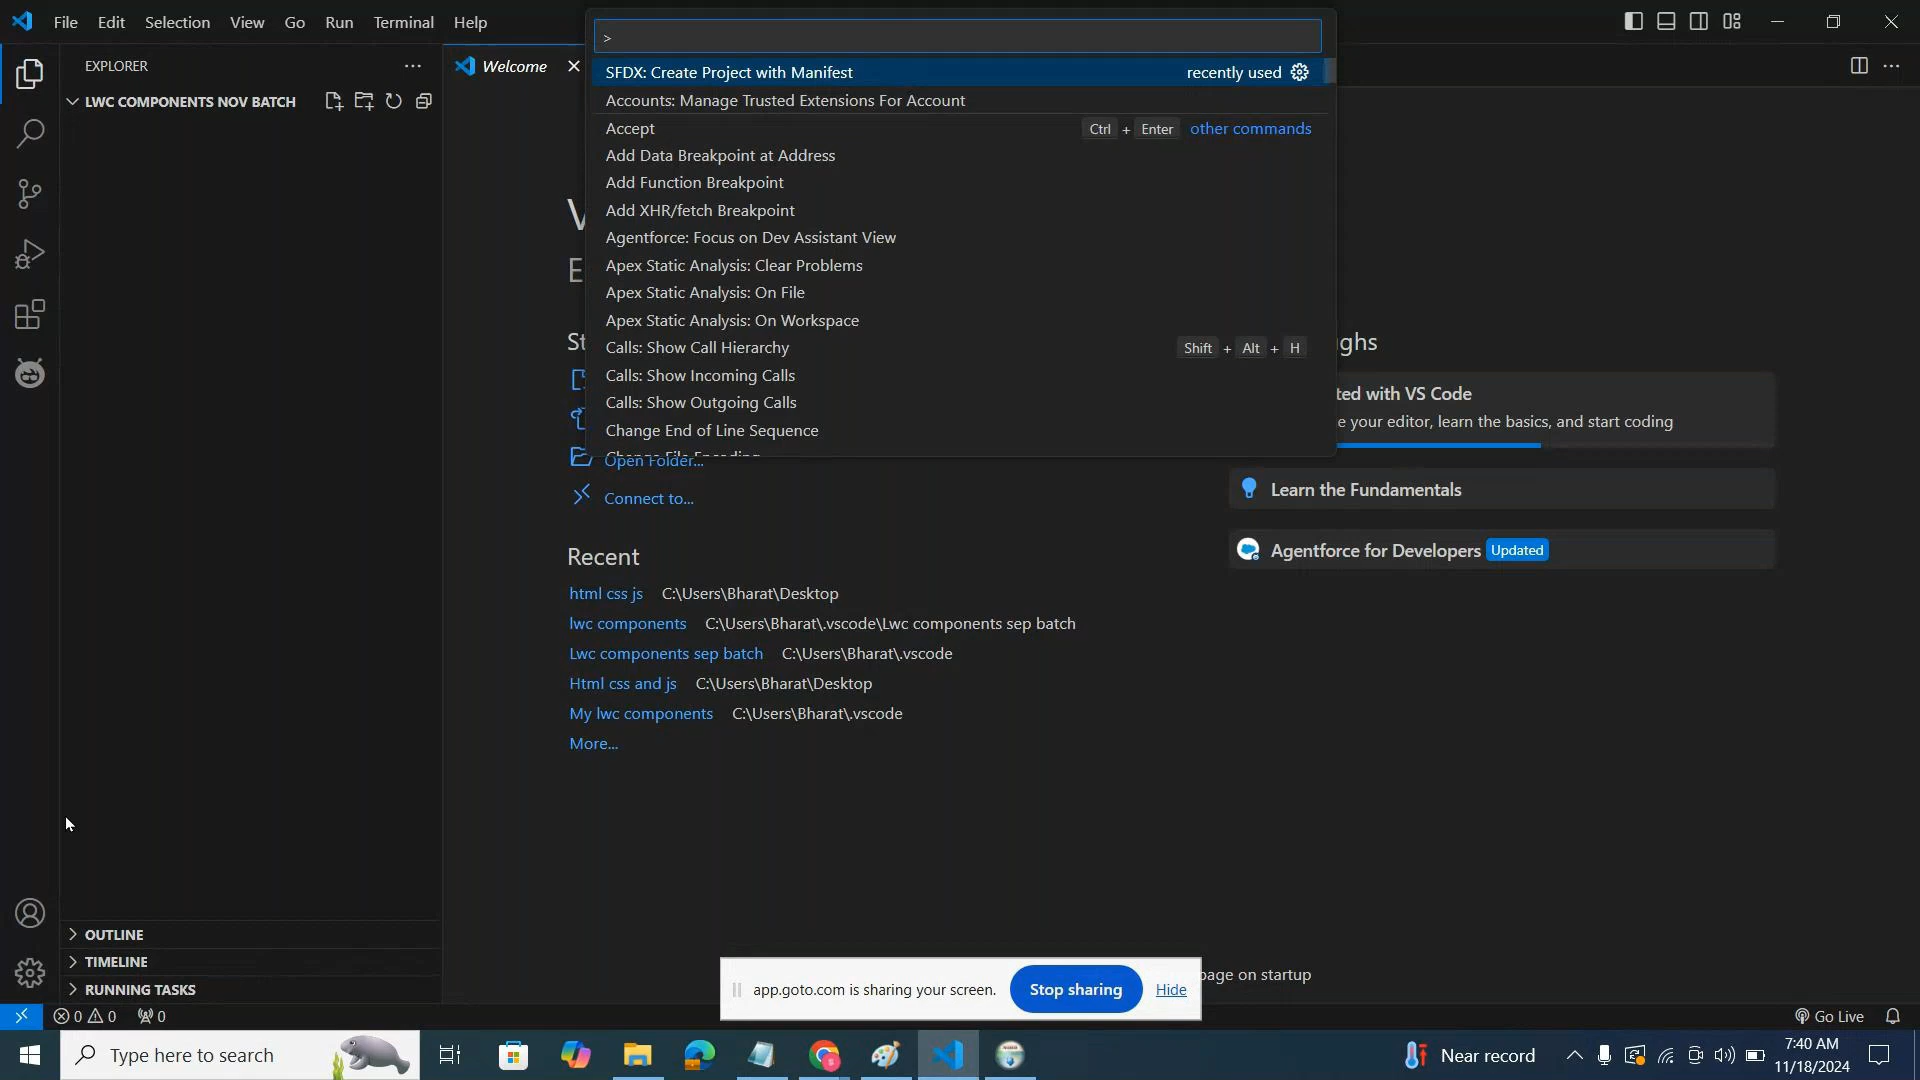 File Edit Selection View Go Run Terminal Help
>
EXPLORER
Welcome
SFDX: Create Project with Manifest recently used
LWC COMPONENTS NOV BATCH
Accounts: Manage Trusted Extensions For Account
Accept Ctrl + Enter other commands
Add Data Breakpoint at Address
Add Function Breakpoint
Add XHR/fetch Breakpoint
Agentforce: Focus on Dev Assistant View
Apex Static Analysis: Clear Problems
Apex Static Analysis: On File
Apex Static Analysis: On Workspace
Calls: Show Call Hierarchy Shift + Alt + H
Calls: Show Incoming Calls
Calls: Show Outgoing Calls
Change End of Line Sequence
Change File Encoding
Open Folder...
Connect to...
ghs
ted with VS Code
e your editor, learn the basics, and start coding
Learn the Fundamentals
Agentforce for Developers Updated
Recent
html css js C:\Users\Bharat\Desktop
lwc components C:\Users\Bharat\.vscode\Lwc components sep batch
Lwc components sep batch C:\Users\Bharat\.vscode
Html css and js C:\Users\Bharat\Desktop
My lwc components C:\Users\Bharat\.vscode
More...
OUTLINE
TIMELINE
RUNNING TASKS
app.goto.com is sharing your screen. Stop sharing Hide
page on startup
0 0 0 Go Live
Type here to search
Near record
7:40 AM
11/18/2024